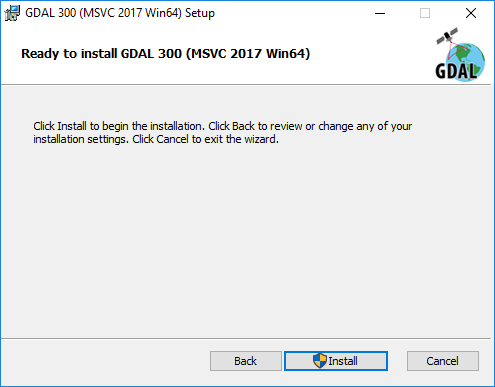 GDAL 300 (MSVC 2017 Win64) Setup
Ready to install GDAL 300 (MSVC 2017 Win64)
GDAL
Click Install to begin the installation. Click Back to review or change any of your
installation settings. Click Cancel to exit the wizard.
Back
Install
Cancel